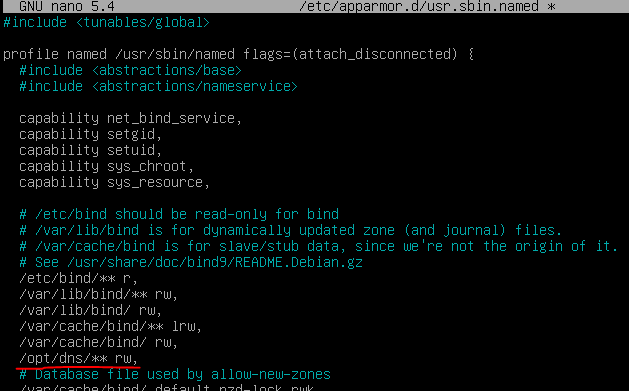 GNU nano 5.4 /etc/apparmor.d/usr.sbin.named *
#include <tunables/global>
profile named /usr/sbin/named flags=(attach_disconnected) {
#include <abstractions/base>
#include <abstractions/nameservice>
capability net_bind_service,
capability setgid,
capability setuid,
capability sys_chroot,
capability sys_resource,
# /etc/bind should be read-only for bind
# /var/lib/bind is for dynamically updated zone (and journal) files.
# /var/cache/bind is for slave/stub data, since we're not the origin of it.
# See /usr/share/doc/bind9/README.Debian.gz
/etc/bind/** r,
/var/lib/bind/** rw,
/var/lib/bind/ rw,
/var/cache/bind/** lrw,
/var/cache/bind/ rw,
/opt/dns/** rw,
# Database file used by allow-new-zones
/var/cache/bind/_default.nzd-lock rwk,